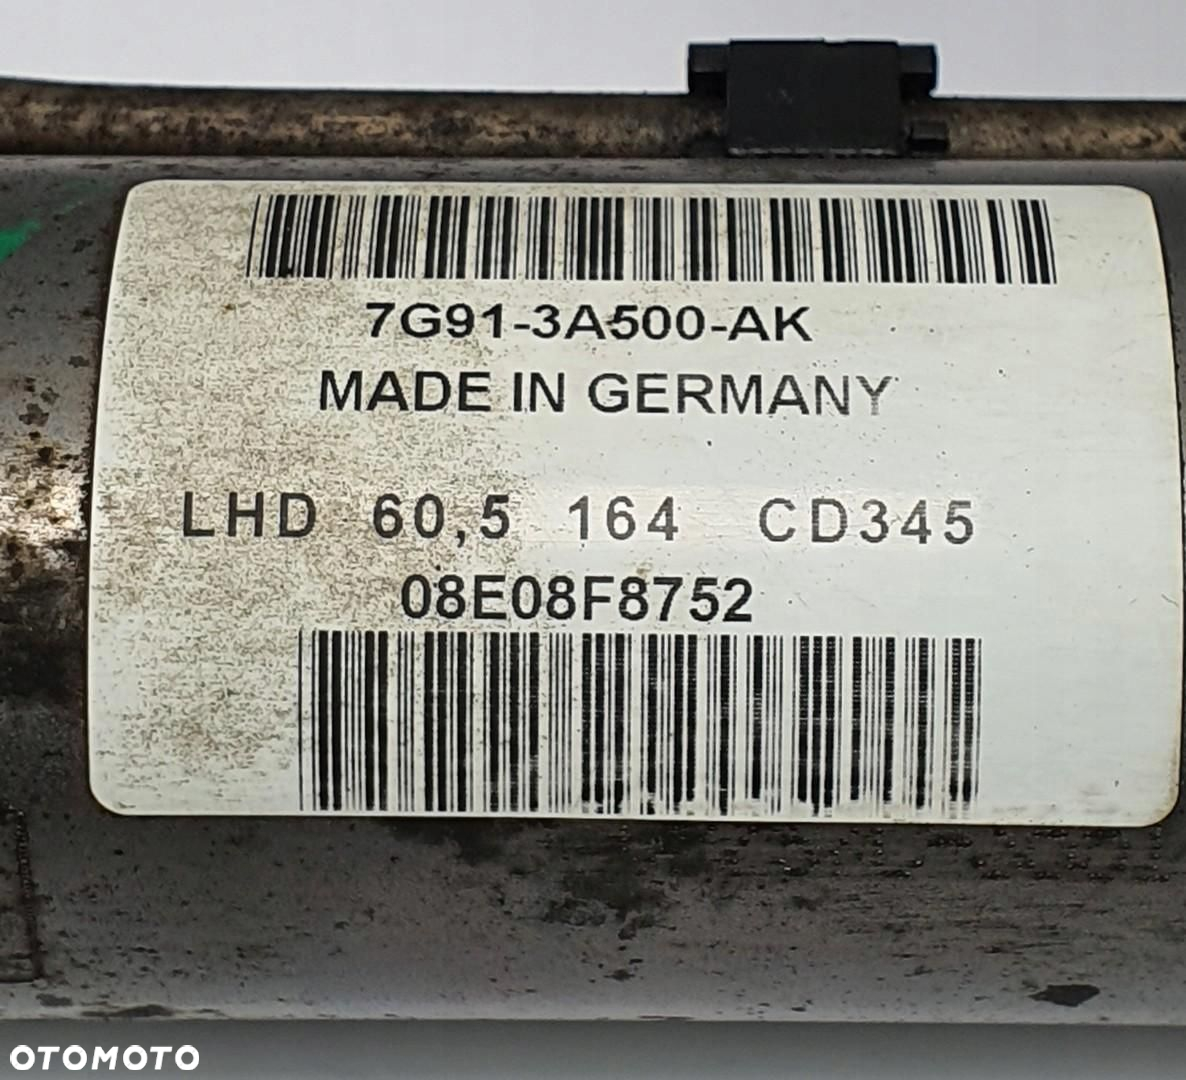 7G91-3A500-AK
MADE IN GERMANY
LHD 60,5 164 CD345
08E08F8752
OTOMOTO